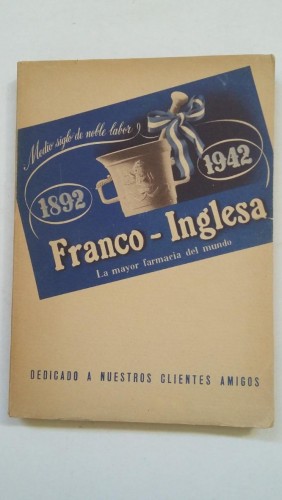 Medio siglo de noble labor
1892
1942
Franco - Inglesa
La mayor farmacia del mundo
DEDICADO A NUESTROS CLIENTES AMIGOS